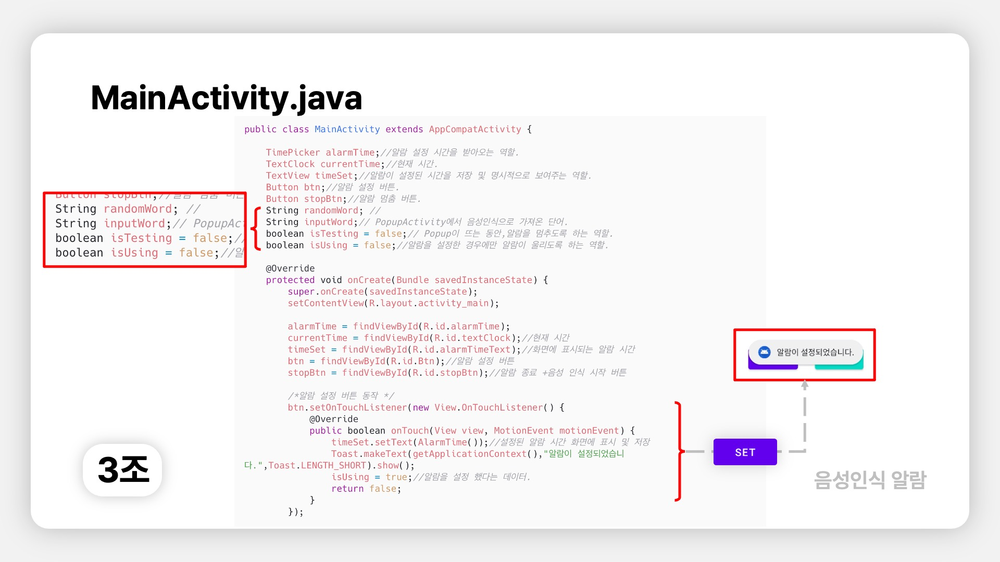 MainActivity.java
public class MainActivity extends AppCompatActivity {
TimePicker alarmTime;//알람 설정 시간을 받아오는 역할.
TextClock currentTime;//현재 시간.
TextView timeSet;//알람이 설정된 시간을 저장 및 명시적으로 보여주는 역할.
Button btn;//알람 설정 버튼.
Button stopBtn;//알람 멈춤 버튼.
String randomWord; //
String inputWord;// PopupActivity에서 음성인식으로 가져온 단어.
boolean isTesting = false;// Popup이 뜨는 동안,알람을 멈추도록 하는 역할.
boolean isUsing = false;//알람을 설정한 경우에만 알람이 울리도록 하는 역할.
@Override
protected void onCreate(Bundle savedInstanceState) {
super.onCreate(savedInstanceState);
setContentView(R.layout.activity_main);
alarmTime = findViewById(R.id.alarmTime);
currentTime = findViewById(R.id.textClock);//현재 시간
timeSet = findViewById(R.id.alarmTimeText);//화면에 표시되는 알람 시간
btn = findViewById(R.id.Btn);//알람 설정 버튼
stopBtn = findViewById(R.id.stopBtn);//알람 종료 +음성 인식 시작 버튼
/*알람 설정 버튼 동작 */
btn.setOnTouchListener(new View.OnTouchListener() {
@Override
public boolean onTouch(View view, MotionEvent motionEvent) {
timeSet.setText(AlarmTime());//설정된 알람 시간 화면에 표시 및 저장
Toast.makeText(getApplicationContext(),"알람이 설정되었습니
다.",Toast.LENGTH_SHORT).show();
isUsing = true;//알람을 설정 했다는 데이터.
return false;
}
});
Button stopBtn;//알람 멈춤 버튼
String randomWord; //
String inputWord;// PopupAct
boolean isTesting = false;//
boolean isUsing = false;//알
알람이 설정되었습니다.
SET
3조
음성인식 알람